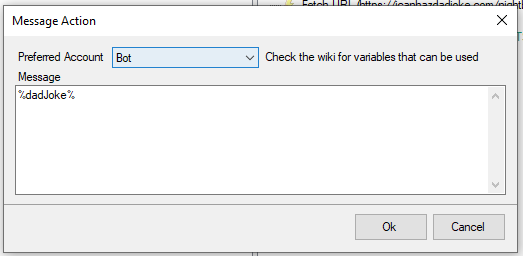 Fetch URL (https://icanhazdadjoke.com/
Message Action
Preferred Account Bot Check the wiki for variables that can be used
Message
%dadJoke%
Ok Cancel